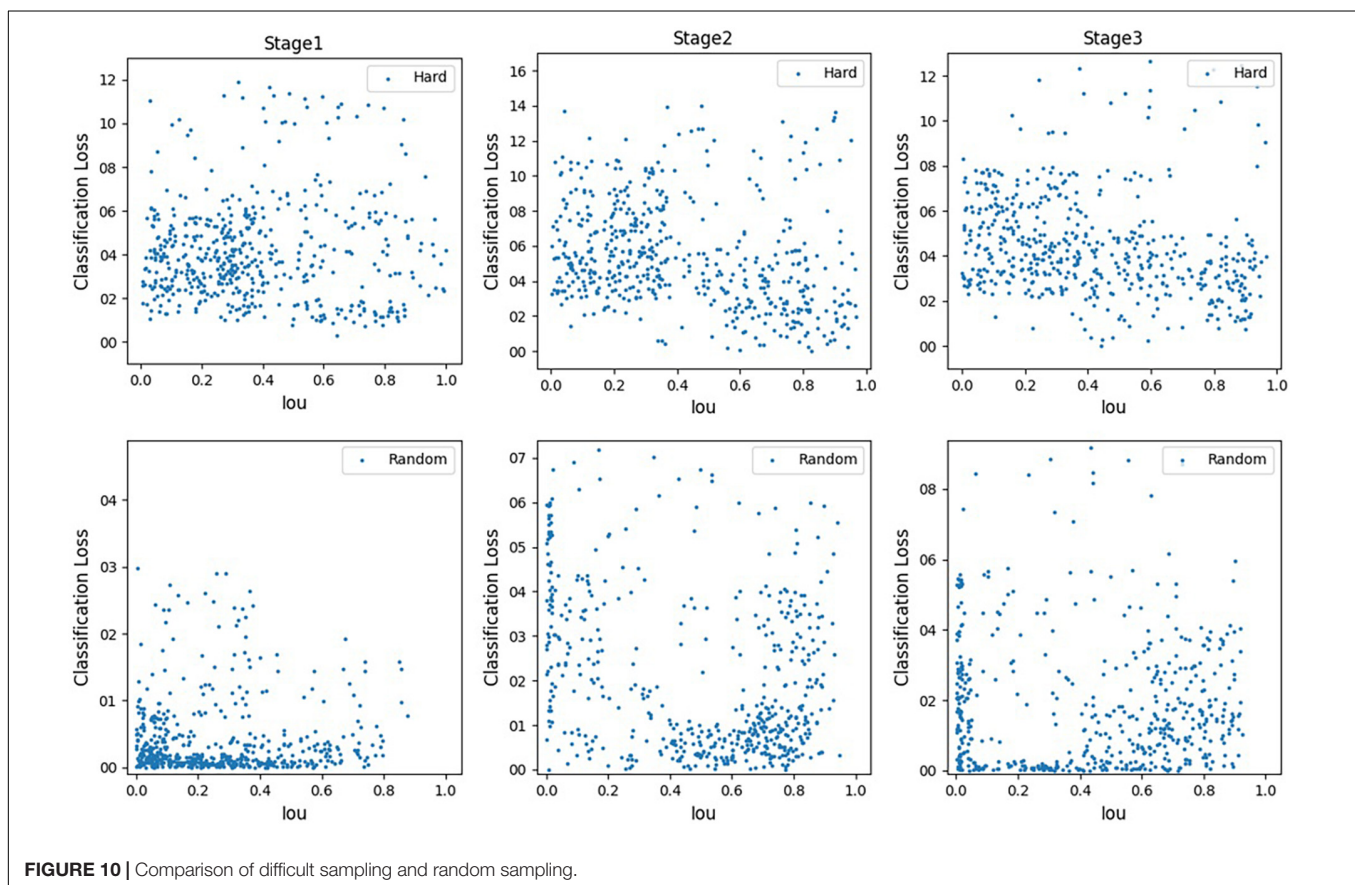 Stage1
Hard
12
10
08
06
04
02
00
Classification Loss
0.0 0.2 0.4 0.6 0.8 1.0
Iou
Stage2
Hard
16
14
12
10
08
06
04
02
00
Classification Loss
0.0 0.2 0.4 0.6 0.8 1.0
Iou
Stage3
Hard
12
10
08
06
04
02
00
Classification Loss
0.0 0.2 0.4 0.6 0.8 1.0
Iou
Random
04
03
02
01
00
Classification Loss
0.0 0.2 0.4 0.6 0.8 1.0
Iou
Random
07
06
05
04
03
02
01
00
Classification Loss
0.0 0.2 0.4 0.6 0.8 1.0
Iou
Random
08
06
04
02
00
Classification Loss
0.0 0.2 0.4 0.6 0.8 1.0
Iou
FIGURE 10 | Comparison of difficult sampling and random sampling.